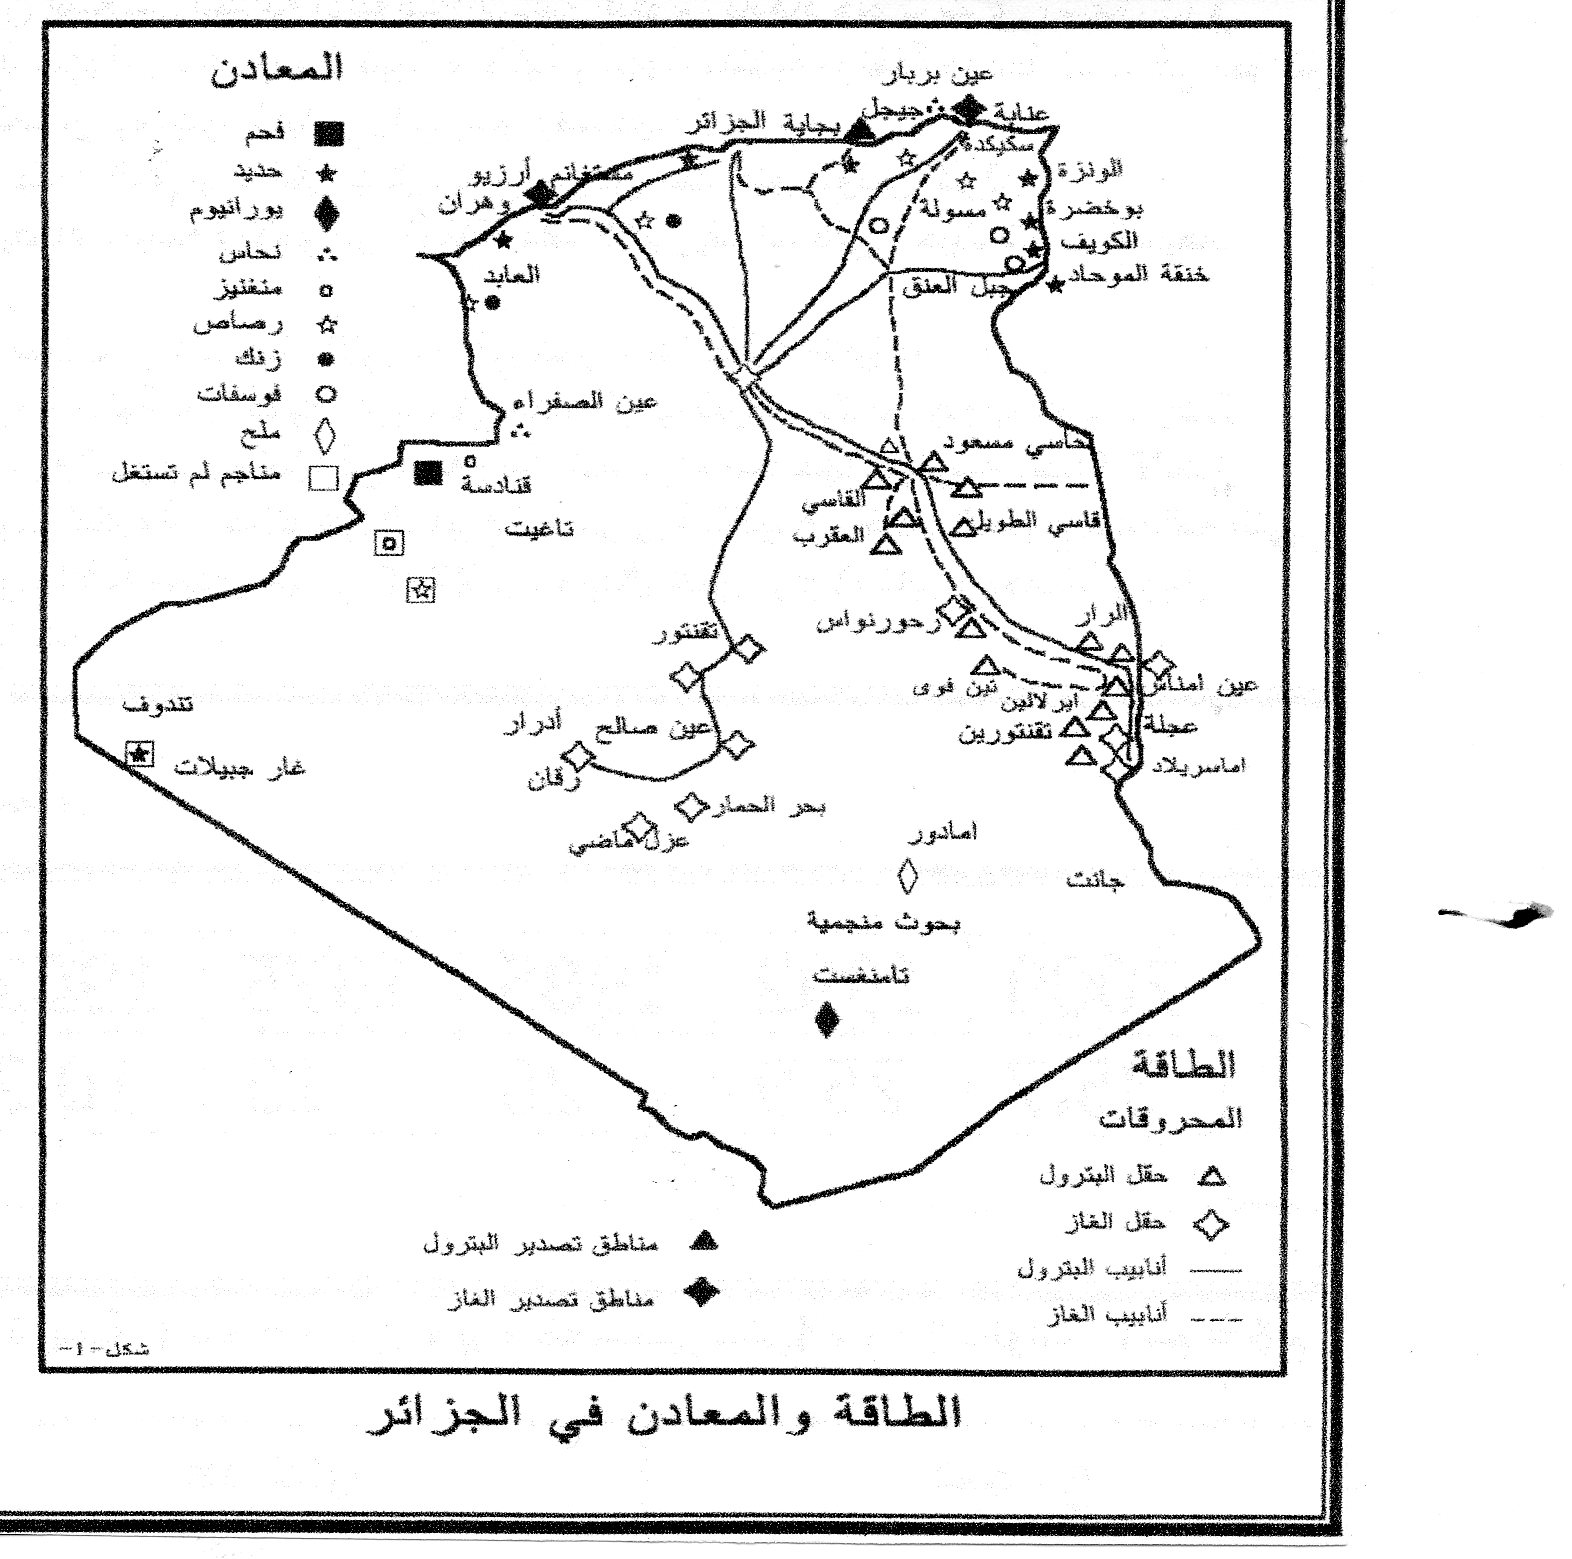 المعادن
فحم
حديد
يورانيوم
نحاس
منغنيز
رصاص
زنك
فوسفات
ملح
مناجم لم تستغل
عين بربار
عنابة
جيجل
بجاية
الجزائر
سكيكدة
مستغانم
أرزيو
وهران
الونزة
بوخضرة
مسولة
الكويف
خنقة الموحاد
جبل العنق
العابد
عين الصفراء
حاسي مسعود
قنادسة
القاسي
قاسي الطويل
العقرب
تاغيت
الرار
رحورنواس
تقنتور
عين امناس
تين فوى
ايرلالين
عجلة
تقنتورين
اماسريلاد
تندوف
أدرار
عين صالح
غار جبيلات
رقان
بحر الحمار
عزل ماضي
امادور
جانت
بحوث منجمية
تامنغست
الطاقة
المحروقات
حقل البترول
حقل الغاز
أنابيب البترول
أنابيب الغاز
مناطق تصدير البترول
مناطق تصدير الغاز
شكل -1-
الطاقة والمعادن في الجزائر